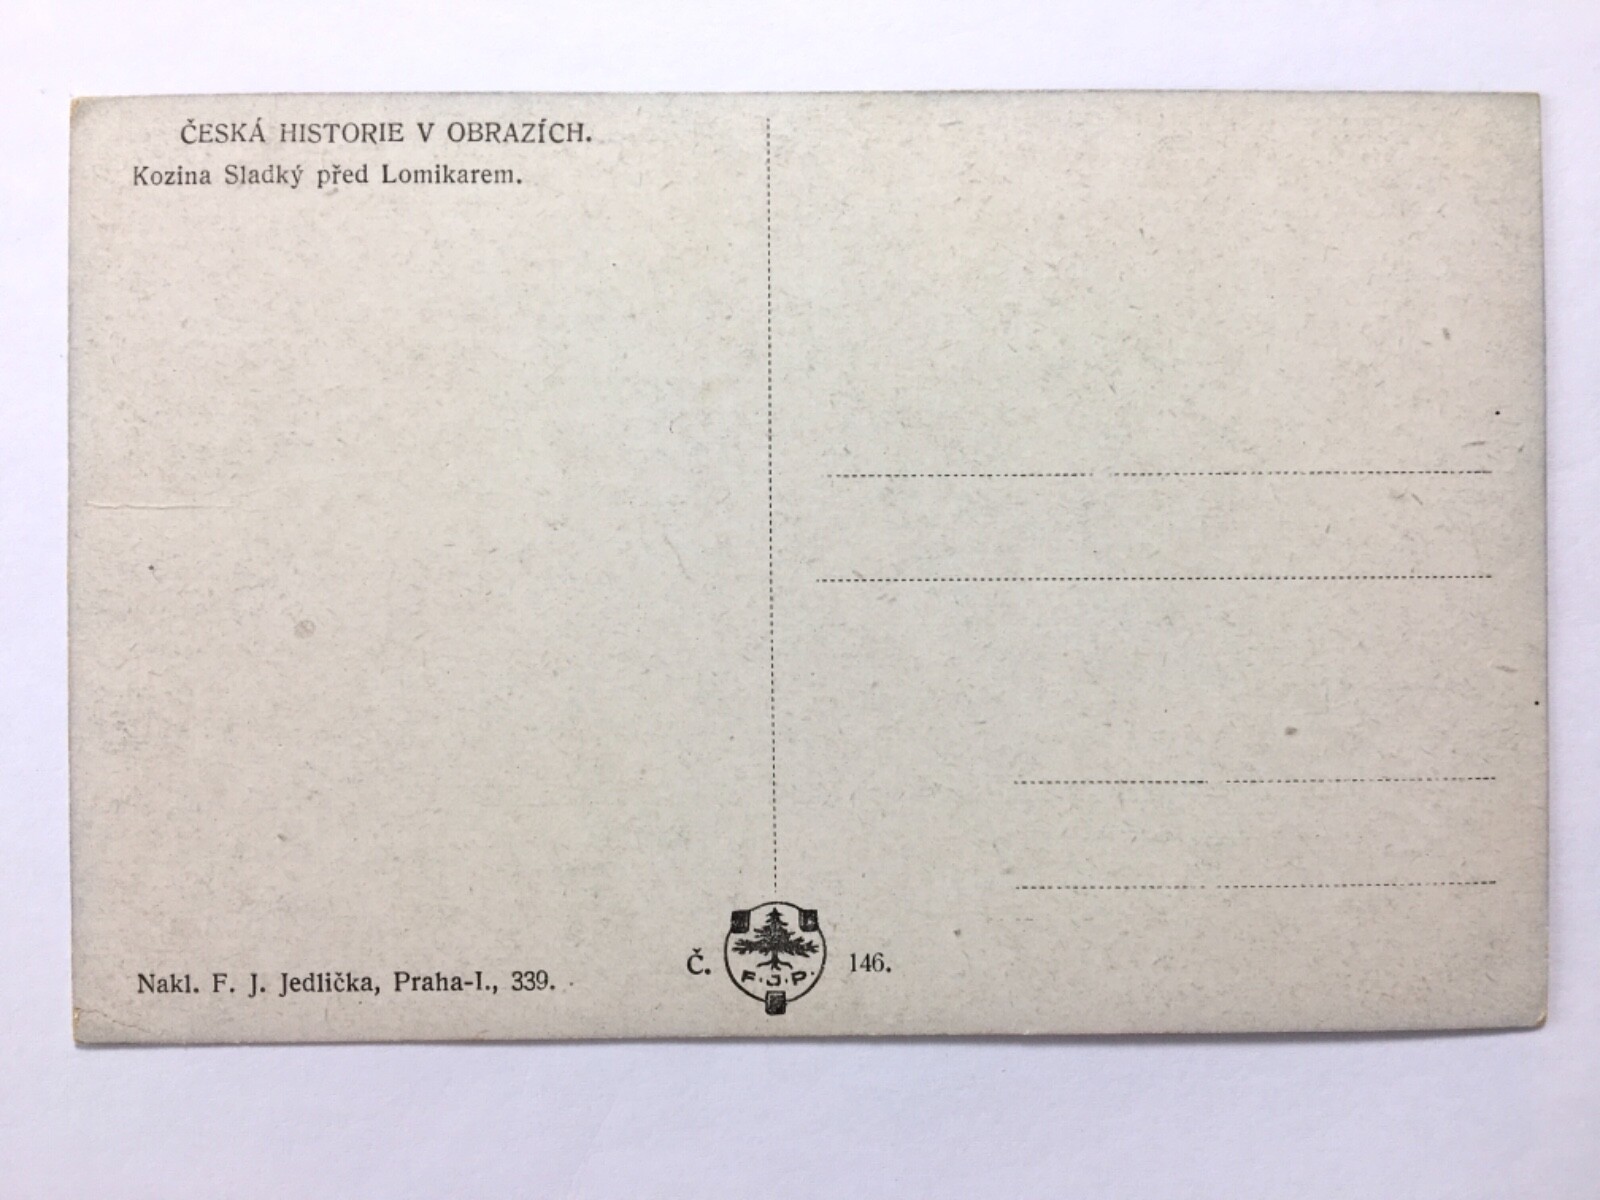 ČESKÁ HISTORIE V OBRAZÍCH.
Kozina Sladký před Lomikarem.
Nakl. F. J. Jedlička, Praha-I., 339.
Č. 146.
F. J. P.